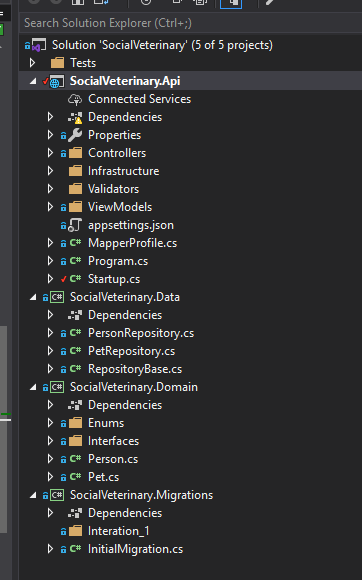 Search Solution Explorer (Ctrl+;)
Solution 'SocialVeterinary' (5 of 5 projects)
Tests
SocialVeterinary.Api
Connected Services
Dependencies
Properties
Controllers
Infrastructure
Validators
ViewModels
appsettings.json
C# MapperProfile.cs
C# Program.cs
C# Startup.cs
C# SocialVeterinary.Data
Dependencies
C# PersonRepository.cs
C# PetRepository.cs
C# RepositoryBase.cs
C# SocialVeterinary.Domain
Dependencies
Enums
Interfaces
C# Person.cs
C# Pet.cs
C# SocialVeterinary.Migrations
Dependencies
Interation_1
C# InitialMigration.cs